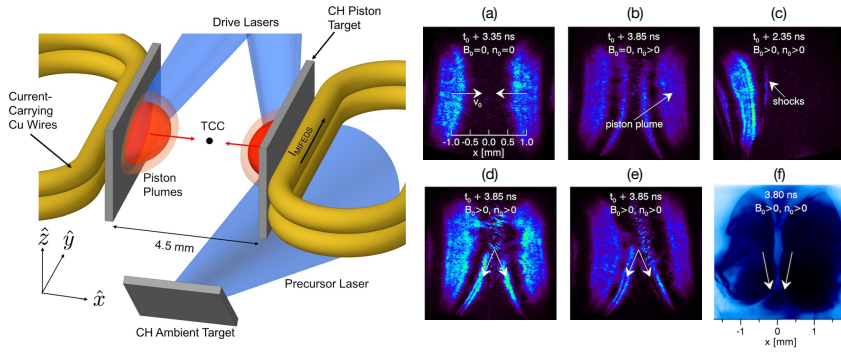 Drive Lasers
CH Piston
Target
Current-
Carrying
Cu Wires
TCC
I_MIFEDS
Piston
Plumes
4.5 mm
ẑ
ŷ
x̂
Precursor Laser
CH Ambient Target
(a)
t₀ + 3.35 ns
B₀=0, n₀=0
v₀
-1.0 0 1.0
x [mm]
(b)
t₀ + 3.85 ns
B₀=0, n₀>0
piston plume
(c)
t₀ + 2.35 ns
B₀>0, n₀>0
shocks
(d)
t₀ + 3.85 ns
B₀>0, n₀>0
(e)
t₀ + 3.85 ns
B₀>0, n₀>0
(f)
3.80 ns
B₀>0, n₀>0
-1 0 1
x [mm]